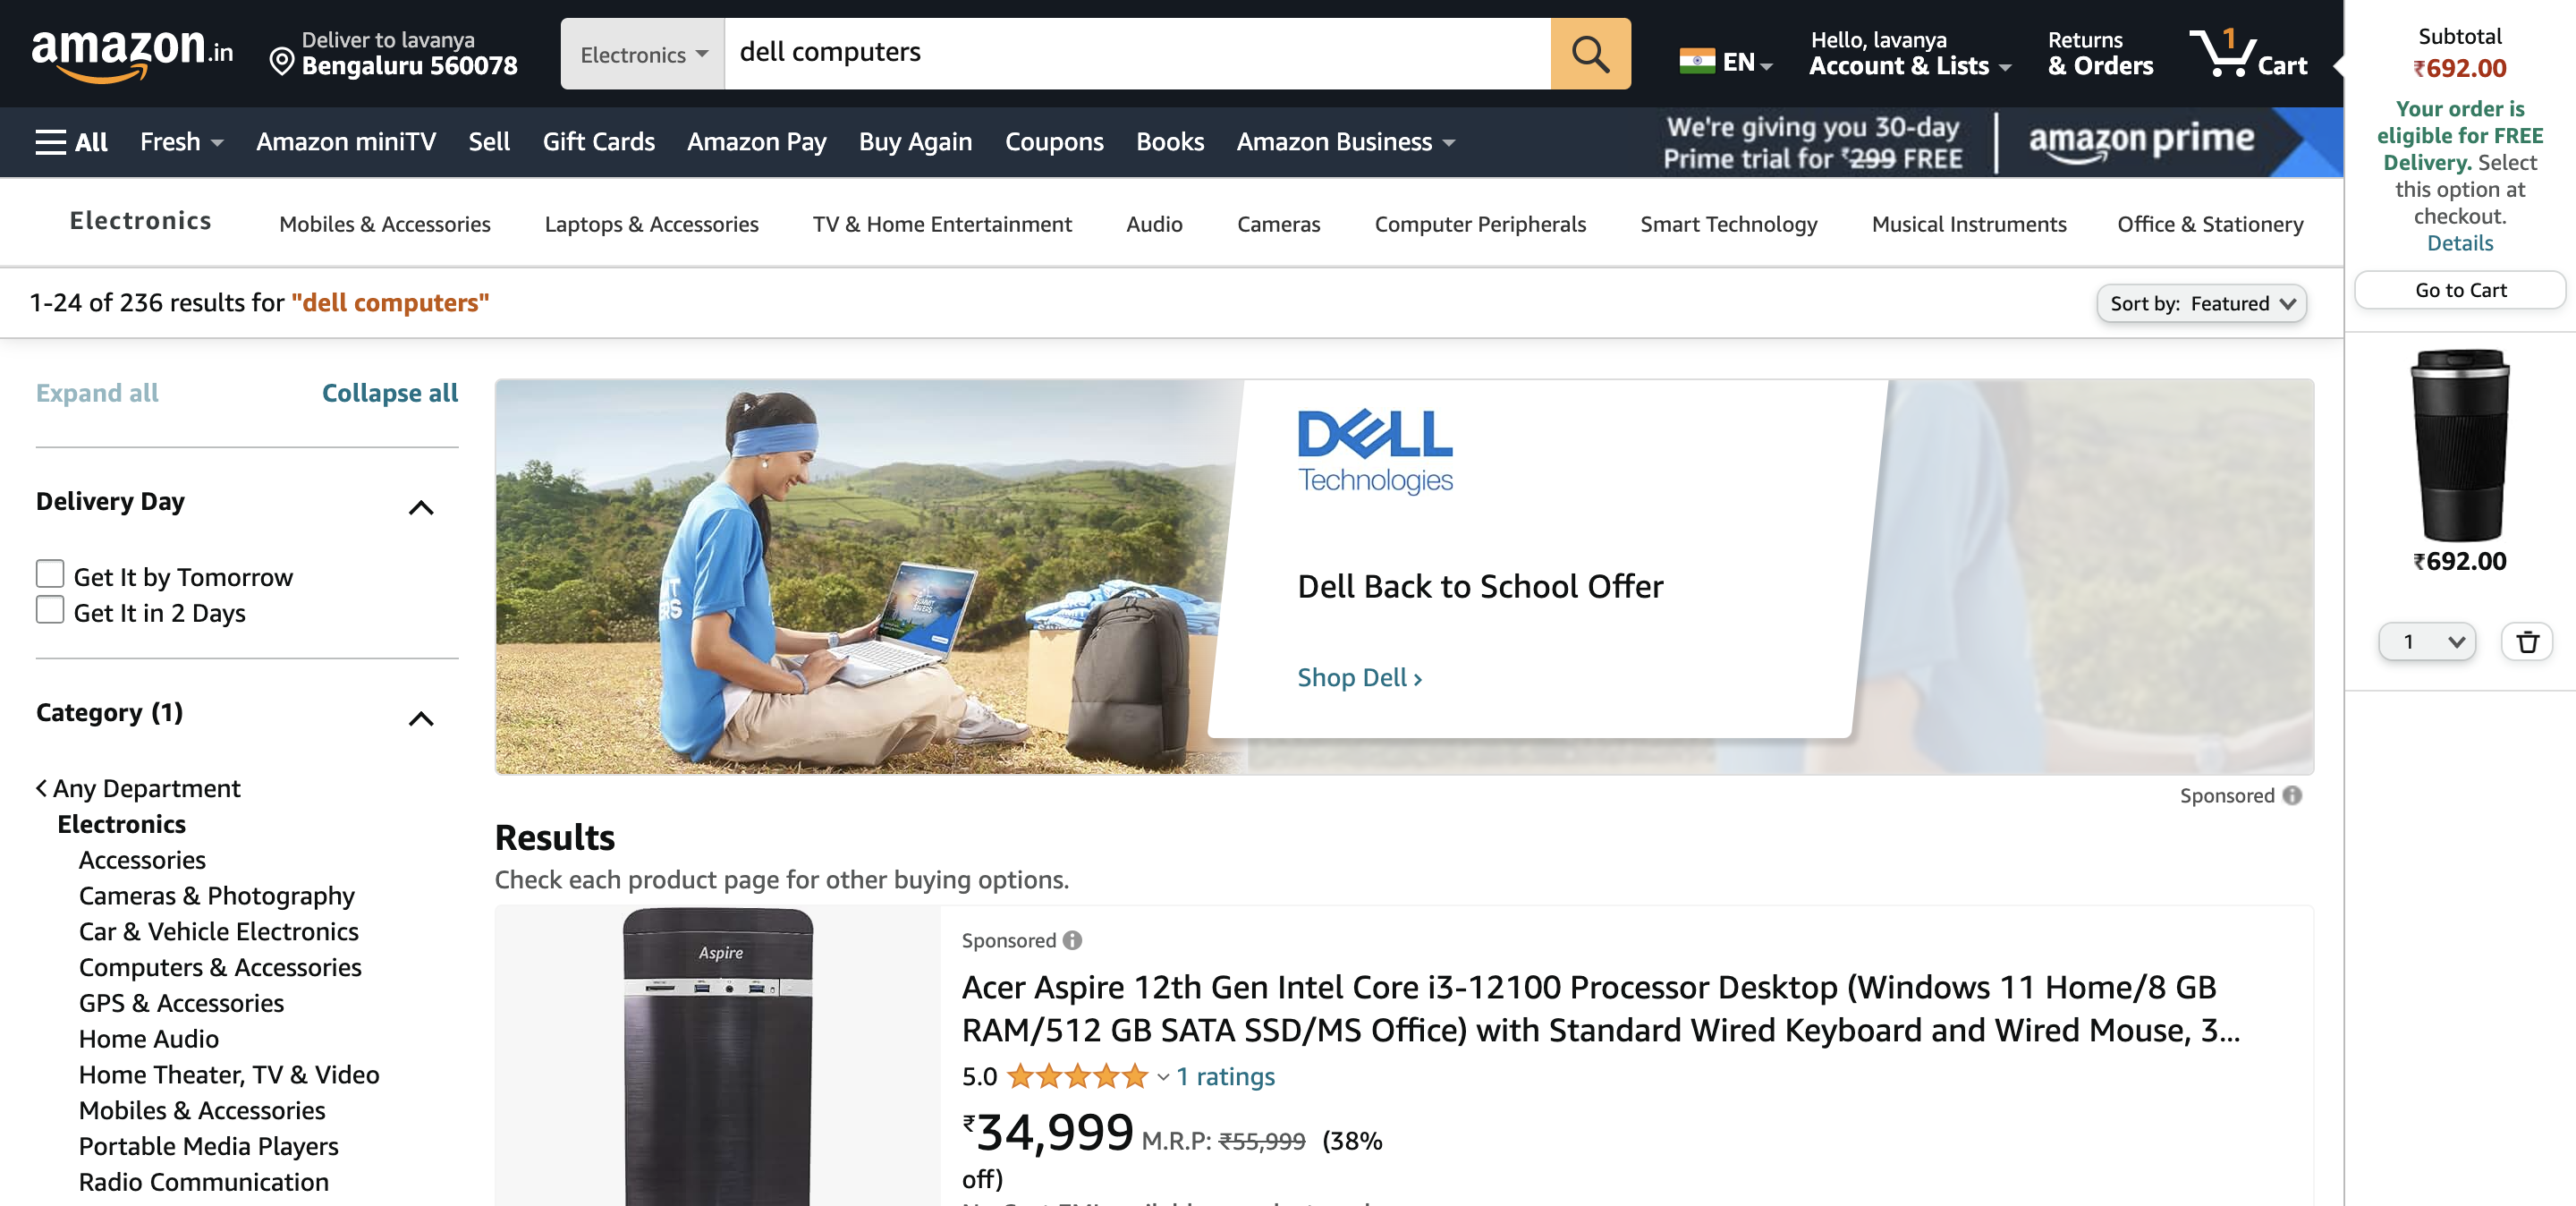 amazon.in
Deliver to lavanya
Bengaluru 560078
Electronics
dell computers
EN
Hello, lavanya
Account & Lists
Returns
& Orders
1
Cart
All
Fresh
Amazon miniTV
Sell
Gift Cards
Amazon Pay
Buy Again
Coupons
Books
Amazon Business
We're giving you 30-day
Prime trial for ₹299 FREE
amazon prime
Electronics
Mobiles & Accessories
Laptops & Accessories
TV & Home Entertainment
Audio
Cameras
Computer Peripherals
Smart Technology
Musical Instruments
Office & Stationery
1-24 of 236 results for "dell computers"
Sort by: Featured
Expand all
Collapse all
Delivery Day
Get It by Tomorrow
Get It in 2 Days
Category (1)
Any Department
Electronics
Accessories
Cameras & Photography
Car & Vehicle Electronics
Computers & Accessories
GPS & Accessories
Home Audio
Home Theater, TV & Video
Mobiles & Accessories
Portable Media Players
Radio Communication
DELL
Technologies
Dell Back to School Offer
Shop Dell ›
Sponsored
Results
Check each product page for other buying options.
Aspire
Sponsored
Acer Aspire 12th Gen Intel Core i3-12100 Processor Desktop (Windows 11 Home/8 GB
RAM/512 GB SATA SSD/MS Office) with Standard Wired Keyboard and Wired Mouse, 3...
5.0
1 ratings
₹34,999 M.R.P: ₹55,999 (38%
off)
Subtotal
₹692.00
Your order is
eligible for FREE
Delivery. Select
this option at
checkout.
Details
Go to Cart
₹692.00
1